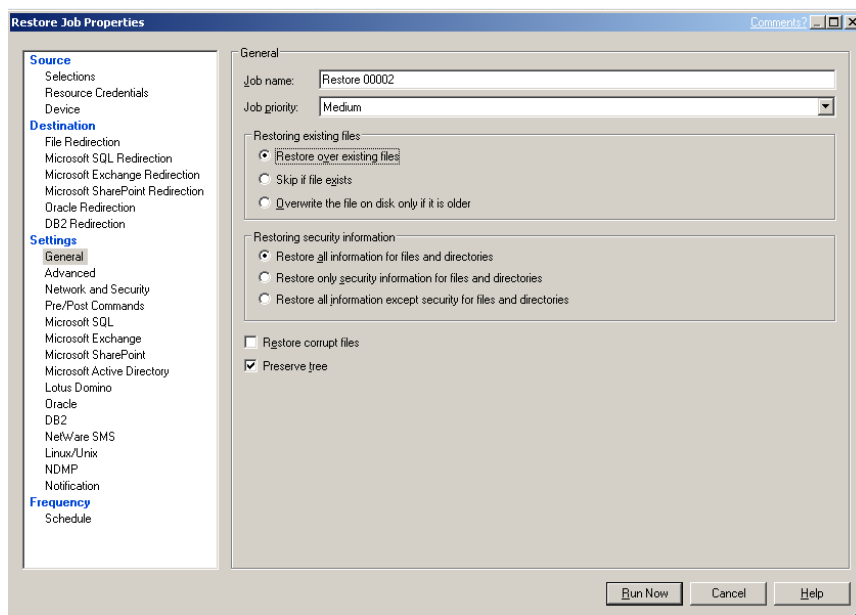 Restore Job Properties
Comments?
Source
Selections
Resource Credentials
Device
Destination
File Redirection
Microsoft SQL Redirection
Microsoft Exchange Redirection
Microsoft SharePoint Redirection
Oracle Redirection
DB2 Redirection
Settings
General
Advanced
Network and Security
Pre/Post Commands
Microsoft SQL
Microsoft Exchange
Microsoft SharePoint
Microsoft Active Directory
Lotus Domino
Oracle
DB2
NetWare SMS
Linux/Unix
NDMP
Notification
Frequency
Schedule
General
Job name: Restore 00002
Job priority: Medium
Restoring existing files
Restore over existing files
Skip if file exists
Overwrite the file on disk only if it is older
Restoring security information
Restore all information for files and directories
Restore only security information for files and directories
Restore all information except security for files and directories
Restore corrupt files
Preserve tree
Run Now Cancel Help